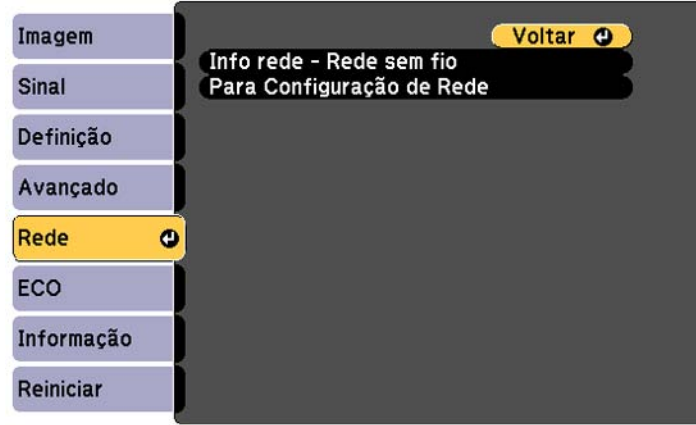 Imagem
Sinal
Definição
Avançado
Rede
ECO
Informação
Reiniciar
Voltar
Info rede - Rede sem fio
Para Configuração de Rede